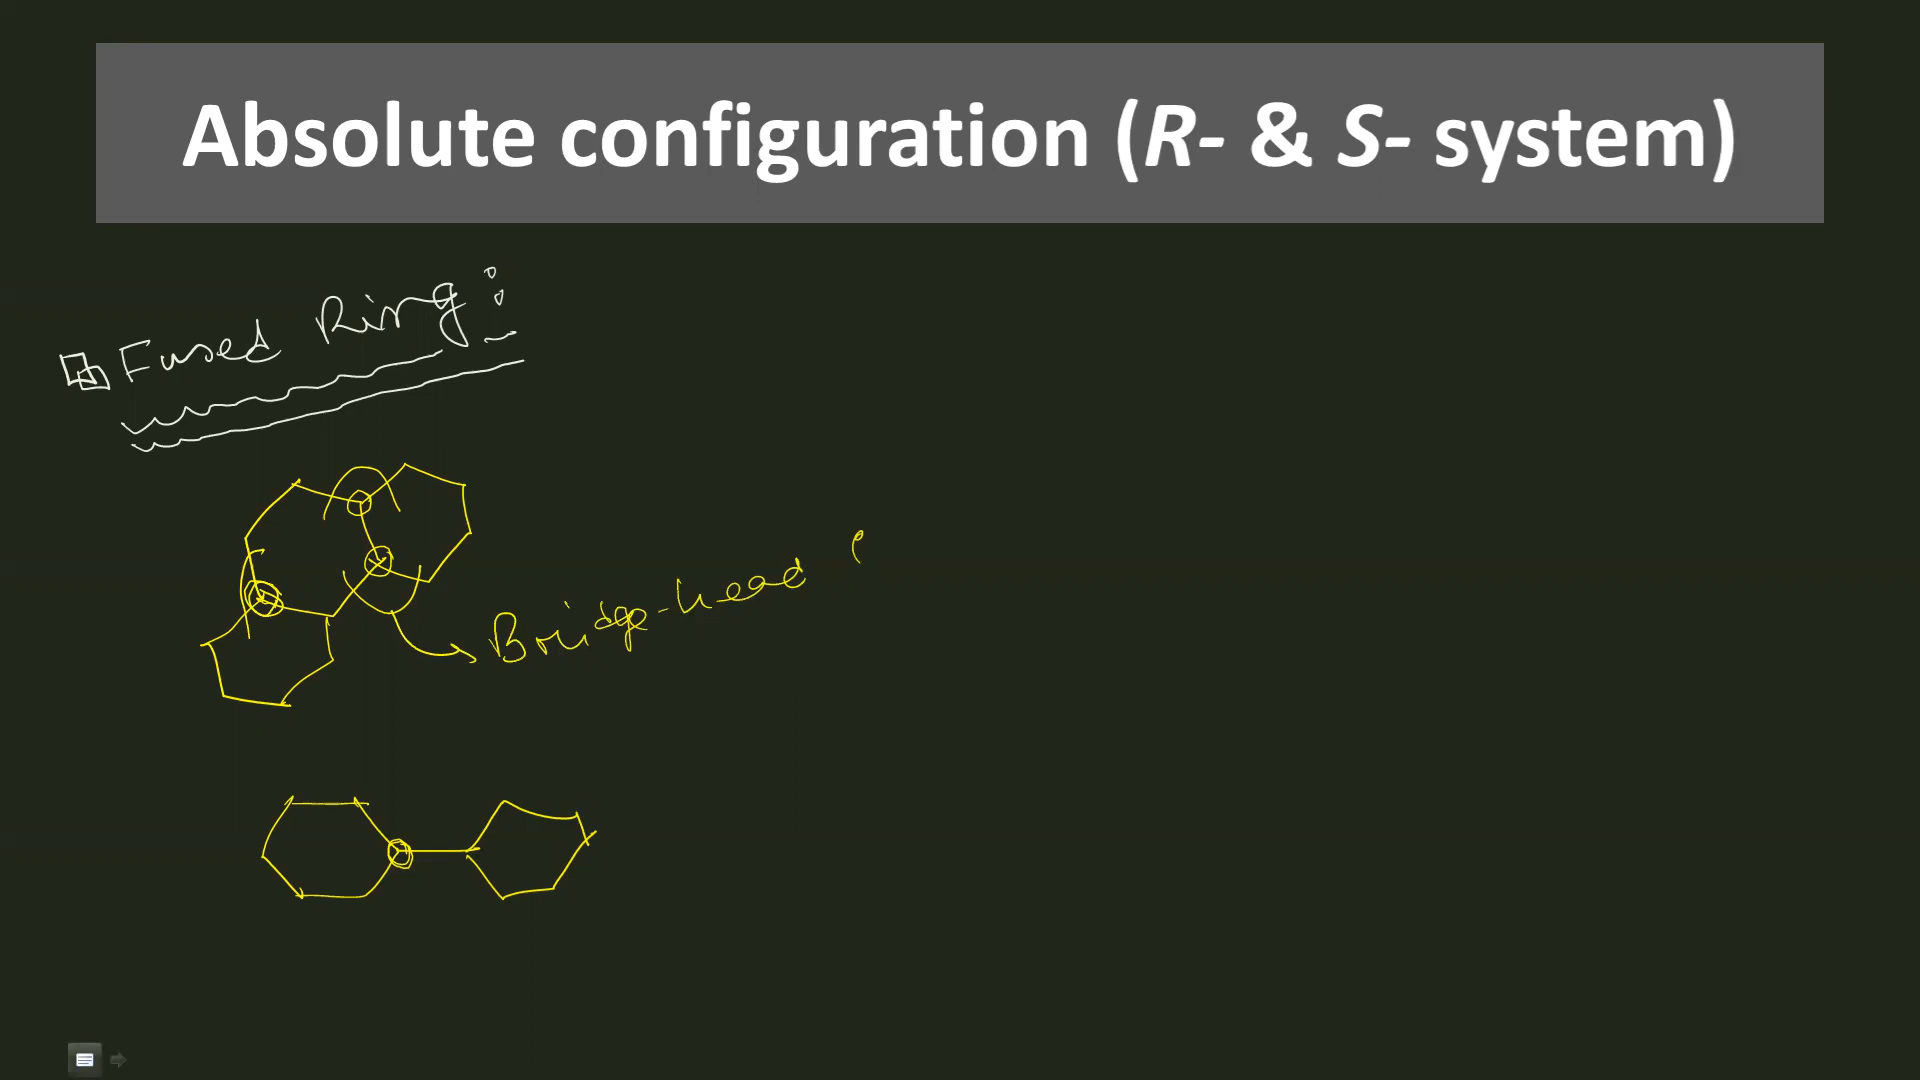 Absolute configuration (R- & S- system)
Fused Ring:
Bridge-head